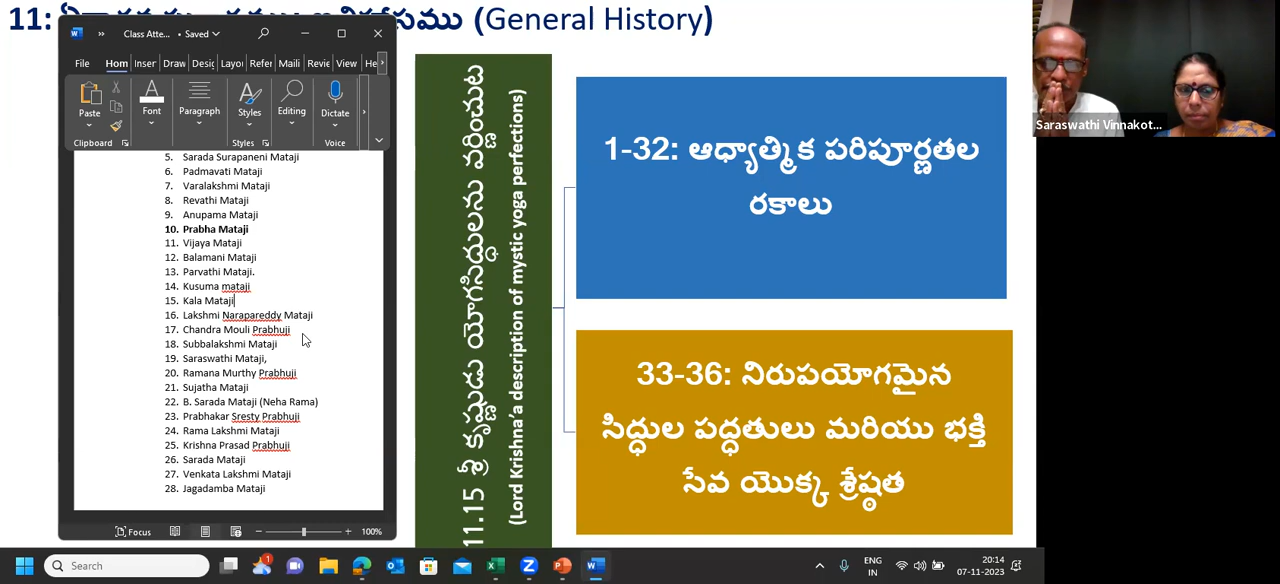 11:
(General History)
Class Atte... • Saved
File Hom Inser Draw Desig Layou Refer Maili Revie View He
Paste
Font
Paragraph
Styles
Editing
Dictate
Clipboard
Styles
Voice
5. Sarada Surapaneni Mataji
6. Padmavati Mataji
7. Varalakshmi Mataji
8. Revathi Mataji
9. Anupama Mataji
10. Prabha Mataji
11. Vijaya Mataji
12. Balamani Mataji
13. Parvathi Mataji.
14. Kusuma mataji
15. Kala Mataji
16. Lakshmi Narapareddy Mataji
17. Chandra Mouli Prabhuji
18. Subbalakshmi Mataji
19. Saraswathi Mataji,
20. Ramana Murthy Prabhuji
21. Sujatha Mataji
22. B. Sarada Mataji (Neha Rama)
23. Prabhakar Sresty Prabhuji
24. Rama Lakshmi Mataji
25. Krishna Prasad Prabhuji
26. Sarada Mataji
27. Venkata Lakshmi Mataji
28. Jagadamba Mataji
Focus
100%
11.15 శ్రీ కృష్ణుడు యోగసిద్దులను వర్ణించుట
(Lord Krishna'a description of mystic yoga perfections)
1-32: ఆధ్యాత్మిక పరిపూర్ణతల
రకాలు
33-36: నిరుపయోగమైన
సిద్ధుల పద్ధతులు మరియు భక్తి
సేవ యొక్క శ్రేష్ఠత
Saraswathi Vinnakot...
Search
1
ENG
IN
20:14
07-11-2023